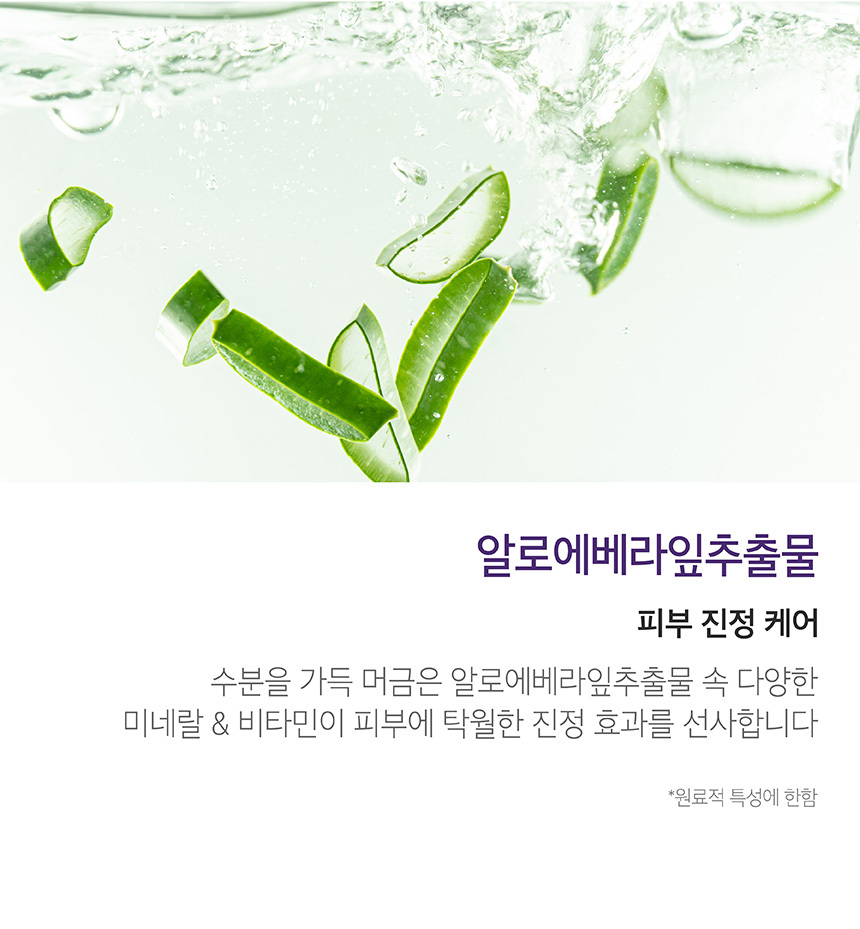 알로에베라잎추출물
피부 진정 케어
수분을 가득 머금은 알로에베라잎추출물 속 다양한
미네랄 & 비타민이 피부에 탁월한 진정 효과를 선사합니다
*원료적 특성에 한함